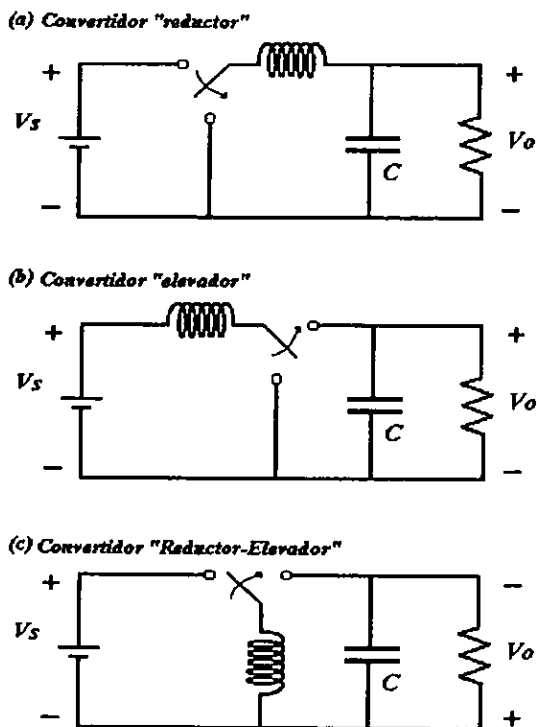 (a) Convertidor "reductor"
+ +
Vs Vo
C
− −
(b) Convertidor "elevador"
+ +
Vs Vo
C
− −
(c) Convertidor "Reductor-Elevador"
+ −
Vs Vo
C
− +